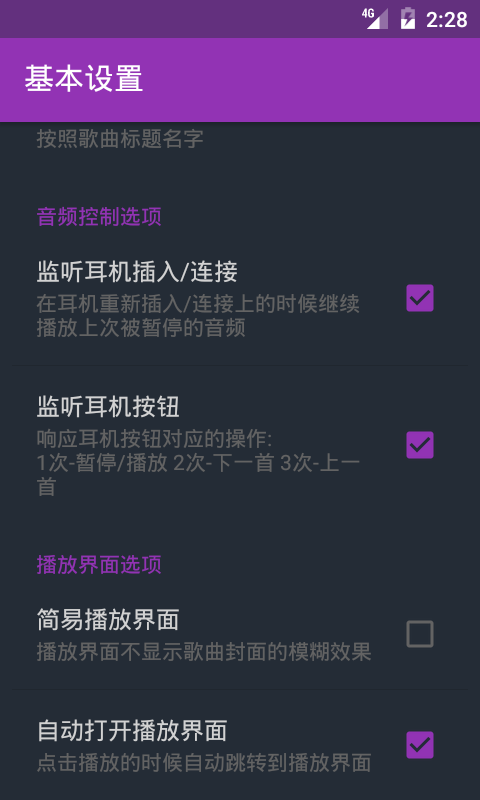 4G 2:28
基本设置
按照歌曲标题名字
音频控制选项
监听耳机插入/连接
在耳机重新插入/连接上的时候继续
播放上次被暂停的音频
监听耳机按钮
响应耳机按钮对应的操作:
1次-暂停/播放 2次-下一首 3次-上一
首
播放界面选项
简易播放界面
播放界面不显示歌曲封面的模糊效果
自动打开播放界面
点击播放的时候自动跳转到播放界面